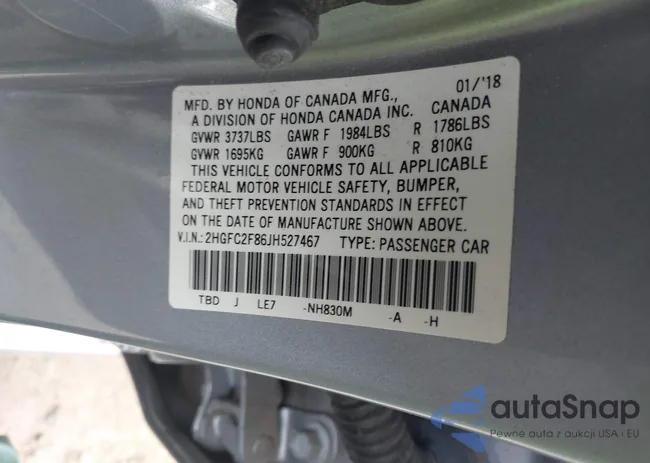 01/'18
MFD. BY HONDA OF CANADA MFG.,
A DIVISION OF HONDA CANADA INC. CANADA
GVWR 3737LBS GAWR F 1984LBS R 1786LBS
GVWR 1695KG GAWR F 900KG R 810KG
THIS VEHICLE CONFORMS TO ALL APPLICABLE
FEDERAL MOTOR VEHICLE SAFETY, BUMPER,
AND THEFT PREVENTION STANDARDS IN EFFECT
ON THE DATE OF MANUFACTURE SHOWN ABOVE.
V.I.N.: 2HGFC2F86JH527467 TYPE: PASSENGER CAR
TBD J LE7 -NH830M -A -H
autaSnap
Pewne auta z aukcji USA i EU